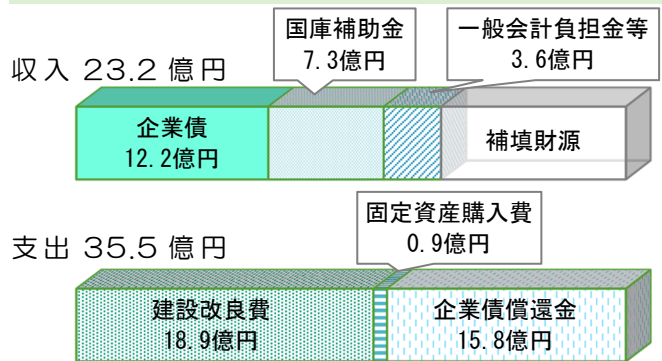 国庫補助金
7.3億円
一般会計負担金等
3.6億円
収入 23.2 億円
企業債
12.2億円
補填財源
固定資産購入費
0.9億円
支出 35.5 億円
建設改良費
18.9億円
企業債償還金
15.8億円